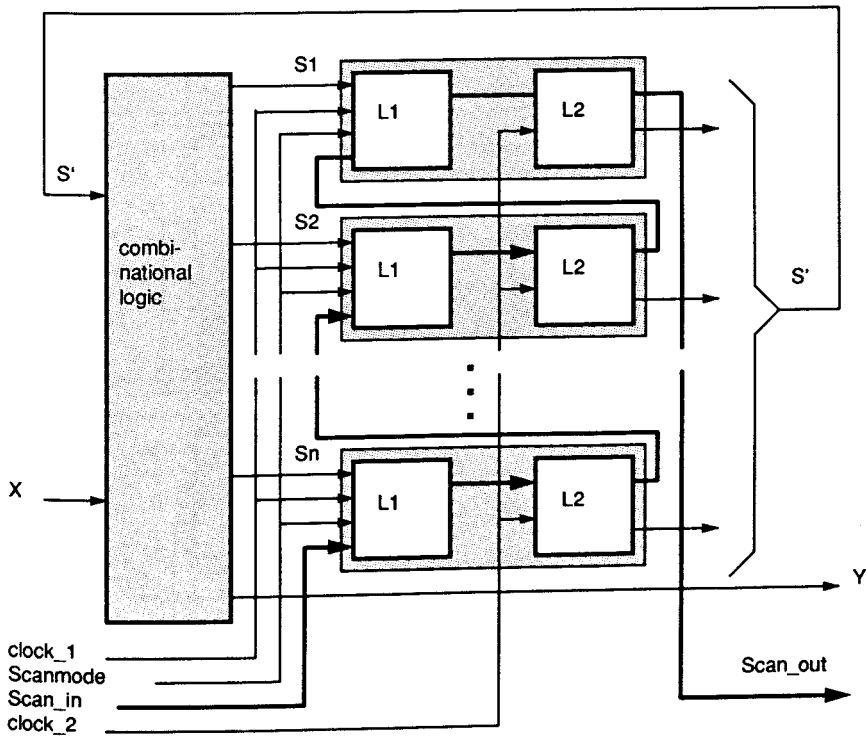 S1
L1
L2
S'
S2
combi-
national
logic
L1
L2
S'
Sn
X
L1
L2
Y
clock_1
Scanmode
Scan_in
clock_2
Scan_out